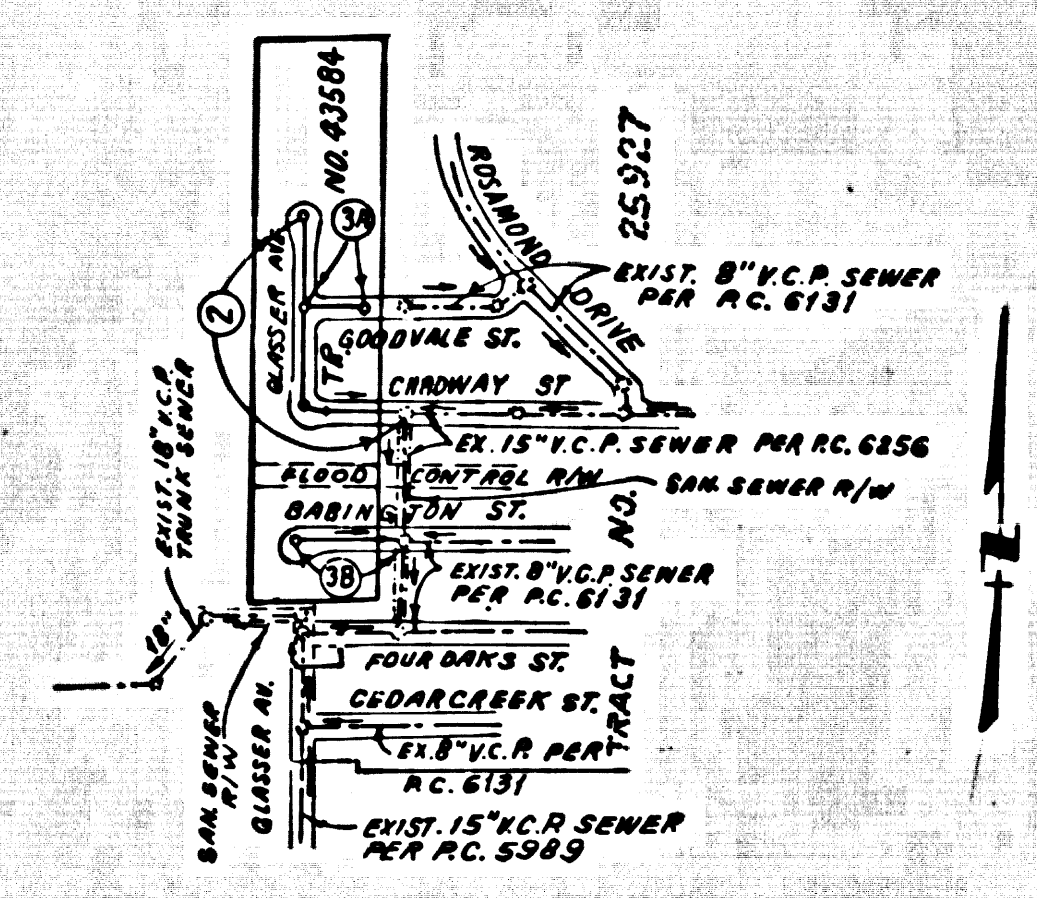 NO. 43584
3A
ROSAMOND DRIVE
25927
EXIST. 8" V.C.P. SEWER
PER P.C. 6131
2
GLASSER AVE
TR.
GOODVALE ST.
CHADWAY ST
EX. 15" V.C.P. SEWER PER P.C. 6256
EXIST. 18" V.C.P.
TRUNK SEWER
FLOOD CONTROL R/W
SAN. SEWER R/W
BABINGTON ST.
NO.
3B
EXIST. 8" V.C.P. SEWER
PER P.C. 6131
18"
FOUR OAKS ST.
TRACT
CEDARCREEK ST.
SAN. SEWER
R/W
GLASSER AV.
EX. 8" V.C.P. PER
P.C. 6131
EXIST. 15" V.C.P. SEWER
PER P.C. 5989